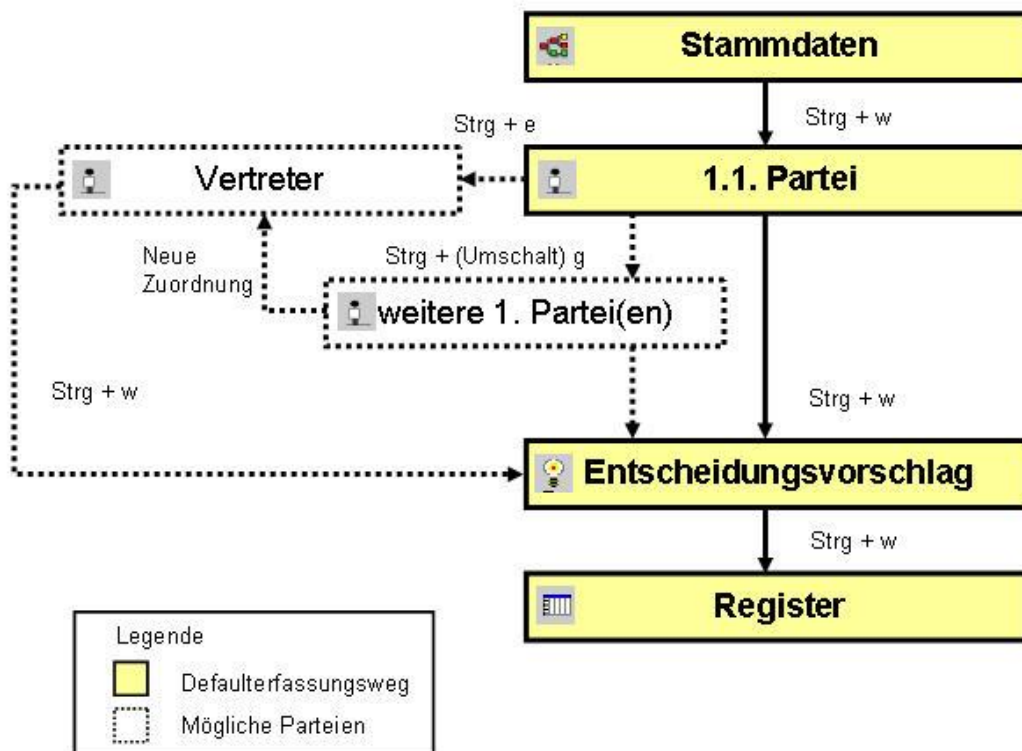 Stammdaten
Strg + w
Strg + e
Vertreter
1.1. Partei
Neue
Zuordnung
Strg + (Umschalt) g
weitere 1. Partei(en)
Strg + w
Strg + w
Entscheidungsvorschlag
Strg + w
Register
Legende
Defaulterfassungsweg
Mögliche Parteien